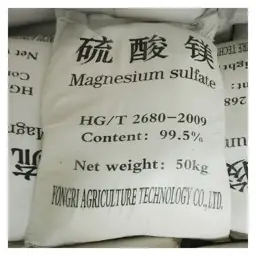 硫酸镁
Magnesium sulfate
HG/T 2680-2009
Content: 99.5%
Net weight: 50kg
YONGRI AGRICULTURE TECHNOLOGY CO.,LTD.